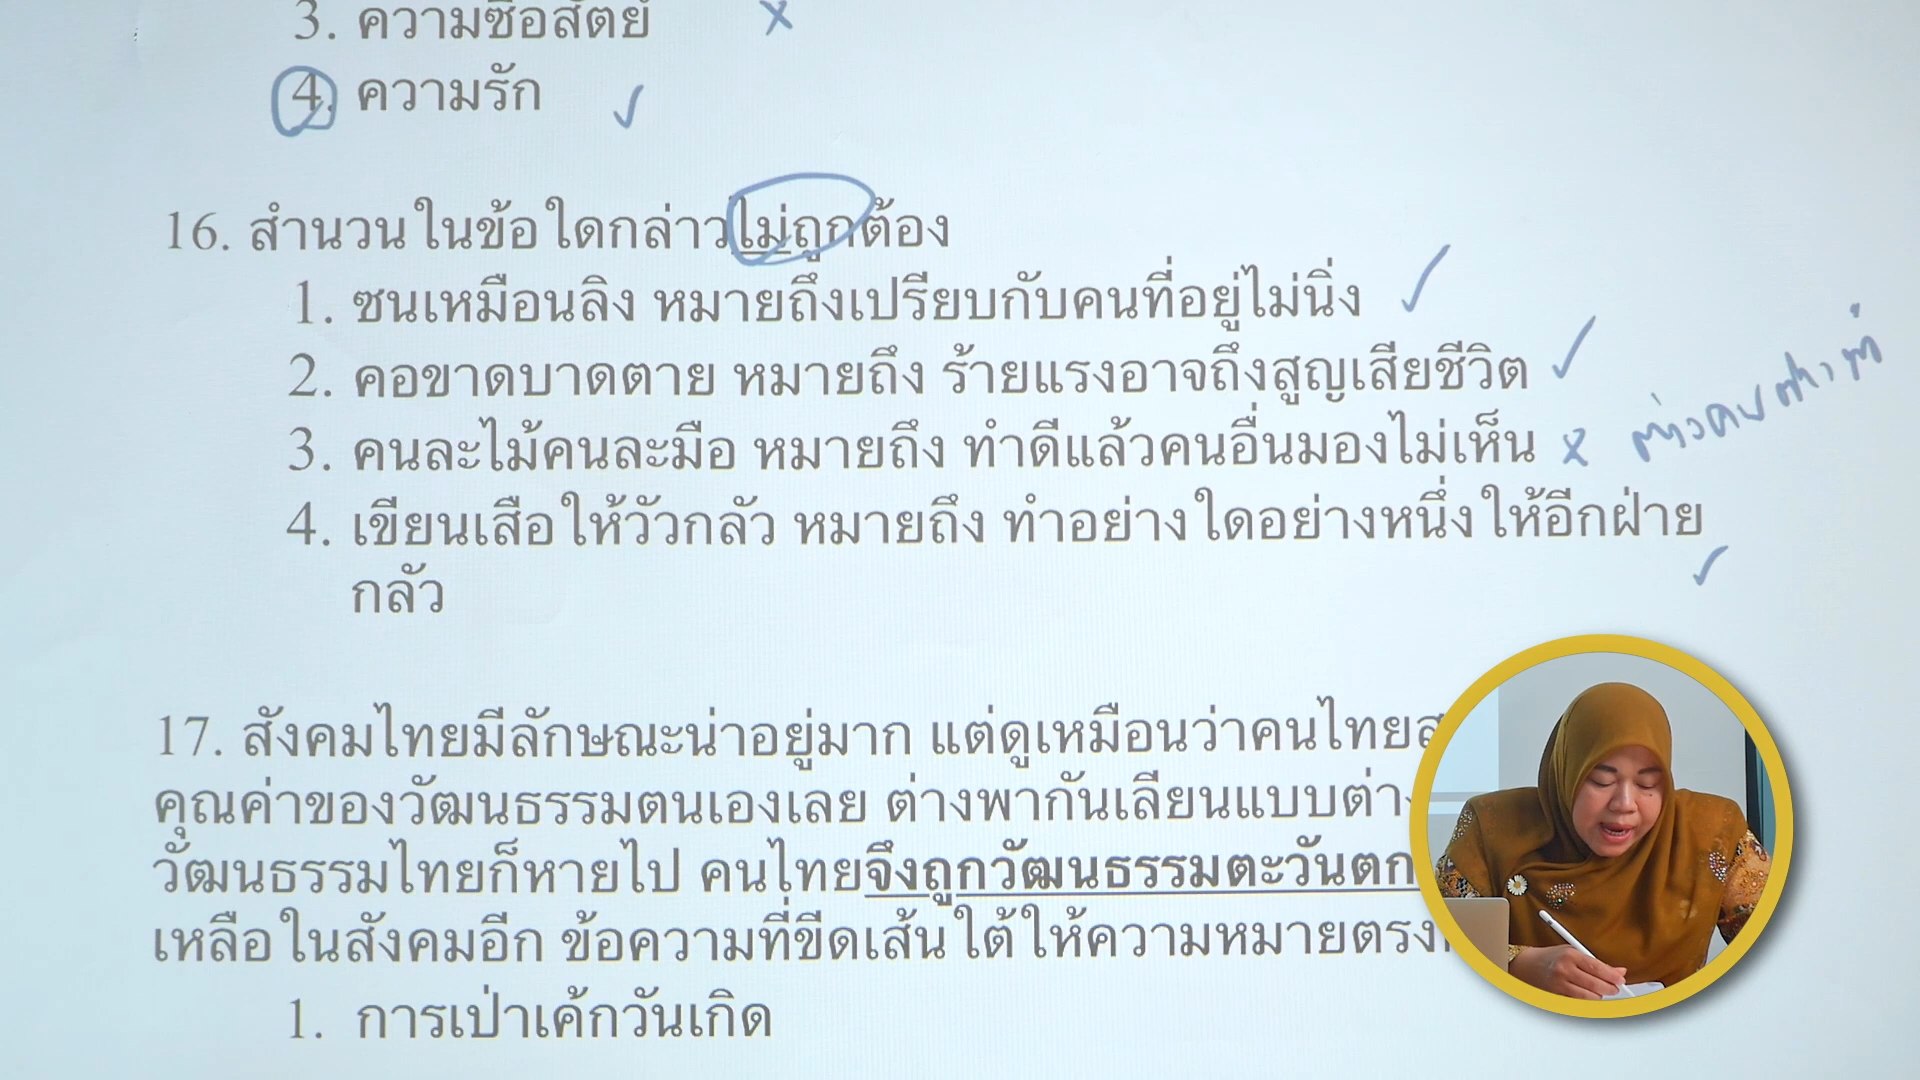 3. ความซื่อสัตย์ x
4. ความรัก ✓
16. สำนวนในข้อใดกล่าวไม่ถูกต้อง
1. ซนเหมือนลิง หมายถึงเปรียบกับคนที่อยู่ไม่นิ่ง ✓
2. คอขาดบาดตาย หมายถึง ร้ายแรงอาจถึงสูญเสียชีวิต ✓
3. คนละไม้คนละมือ หมายถึง ทำดีแล้วคนอื่นมองไม่เห็น x ต่างคนต่างทำ
4. เขียนเสือให้วัวกลัว หมายถึง ทำอย่างใดอย่างหนึ่งให้อีกฝ่าย ✓
กลัว
17. สังคมไทยมีลักษณะน่าอยู่มาก แต่ดูเหมือนว่าคนไทย
คุณค่าของวัฒนธรรมตนเองเลย ต่างพากันเลียนแบบต่าง
วัฒนธรรมไทยก็หายไป คนไทยจึงถูกวัฒนธรรมตะวันตก
เหลือในสังคมอีก ข้อความที่ขีดเส้นใต้ให้ความหมายตรง
1. การเป่าเค้กวันเกิด